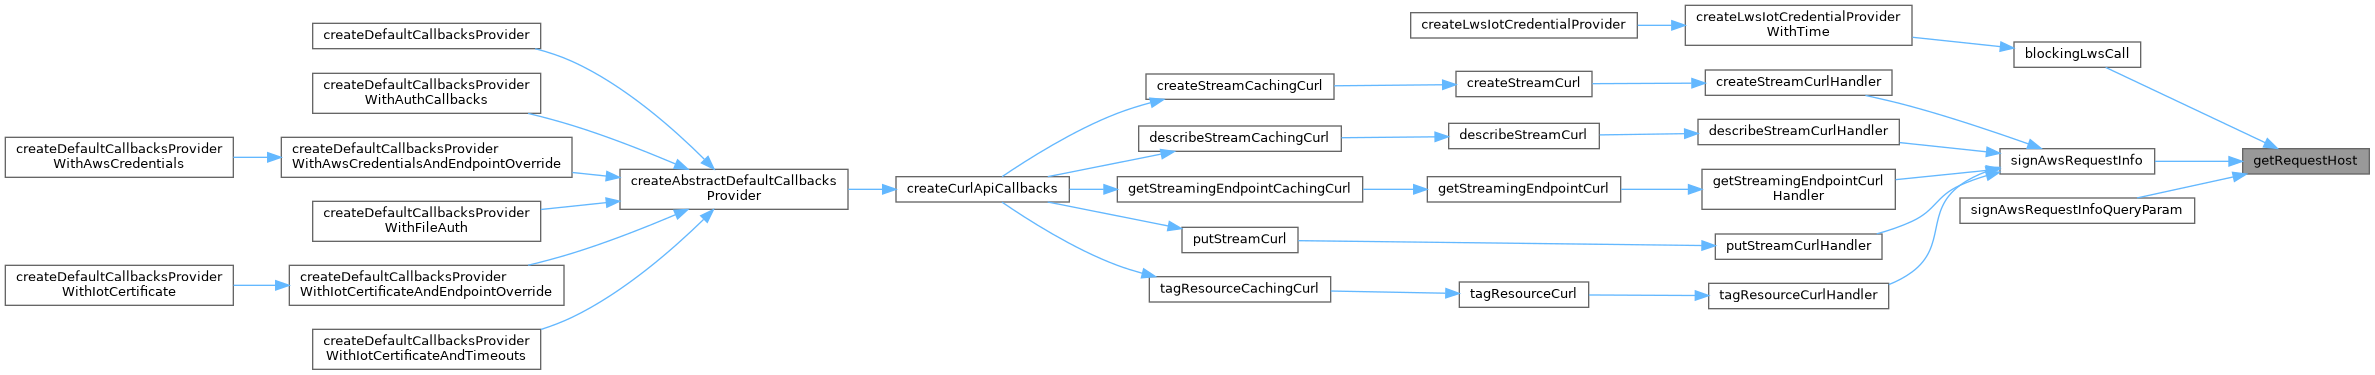 createDefaultCallbacksProvider
WithAwsCredentials
createDefaultCallbacksProvider
WithIotCertificate
createDefaultCallbacksProvider
createDefaultCallbacksProvider
WithAuthCallbacks
createDefaultCallbacksProvider
WithAwsCredentialsAndEndpointOverride
createDefaultCallbacksProvider
WithFileAuth
createDefaultCallbacksProvider
WithIotCertificateAndEndpointOverride
createDefaultCallbacksProvider
WithIotCertificateAndTimeouts
createAbstractDefaultCallbacks
Provider
createCurlApiCallbacks
createStreamCachingCurl
describeStreamCachingCurl
getStreamingEndpointCachingCurl
putStreamCurl
tagResourceCachingCurl
createLwsIotCredentialProvider
createStreamCurl
describeStreamCurl
getStreamingEndpointCurl
tagResourceCurl
createLwsIotCredentialProvider
WithTime
createStreamCurlHandler
describeStreamCurlHandler
getStreamingEndpointCurl
Handler
putStreamCurlHandler
tagResourceCurlHandler
blockingLwsCall
signAwsRequestInfo
signAwsRequestInfoQueryParam
getRequestHost